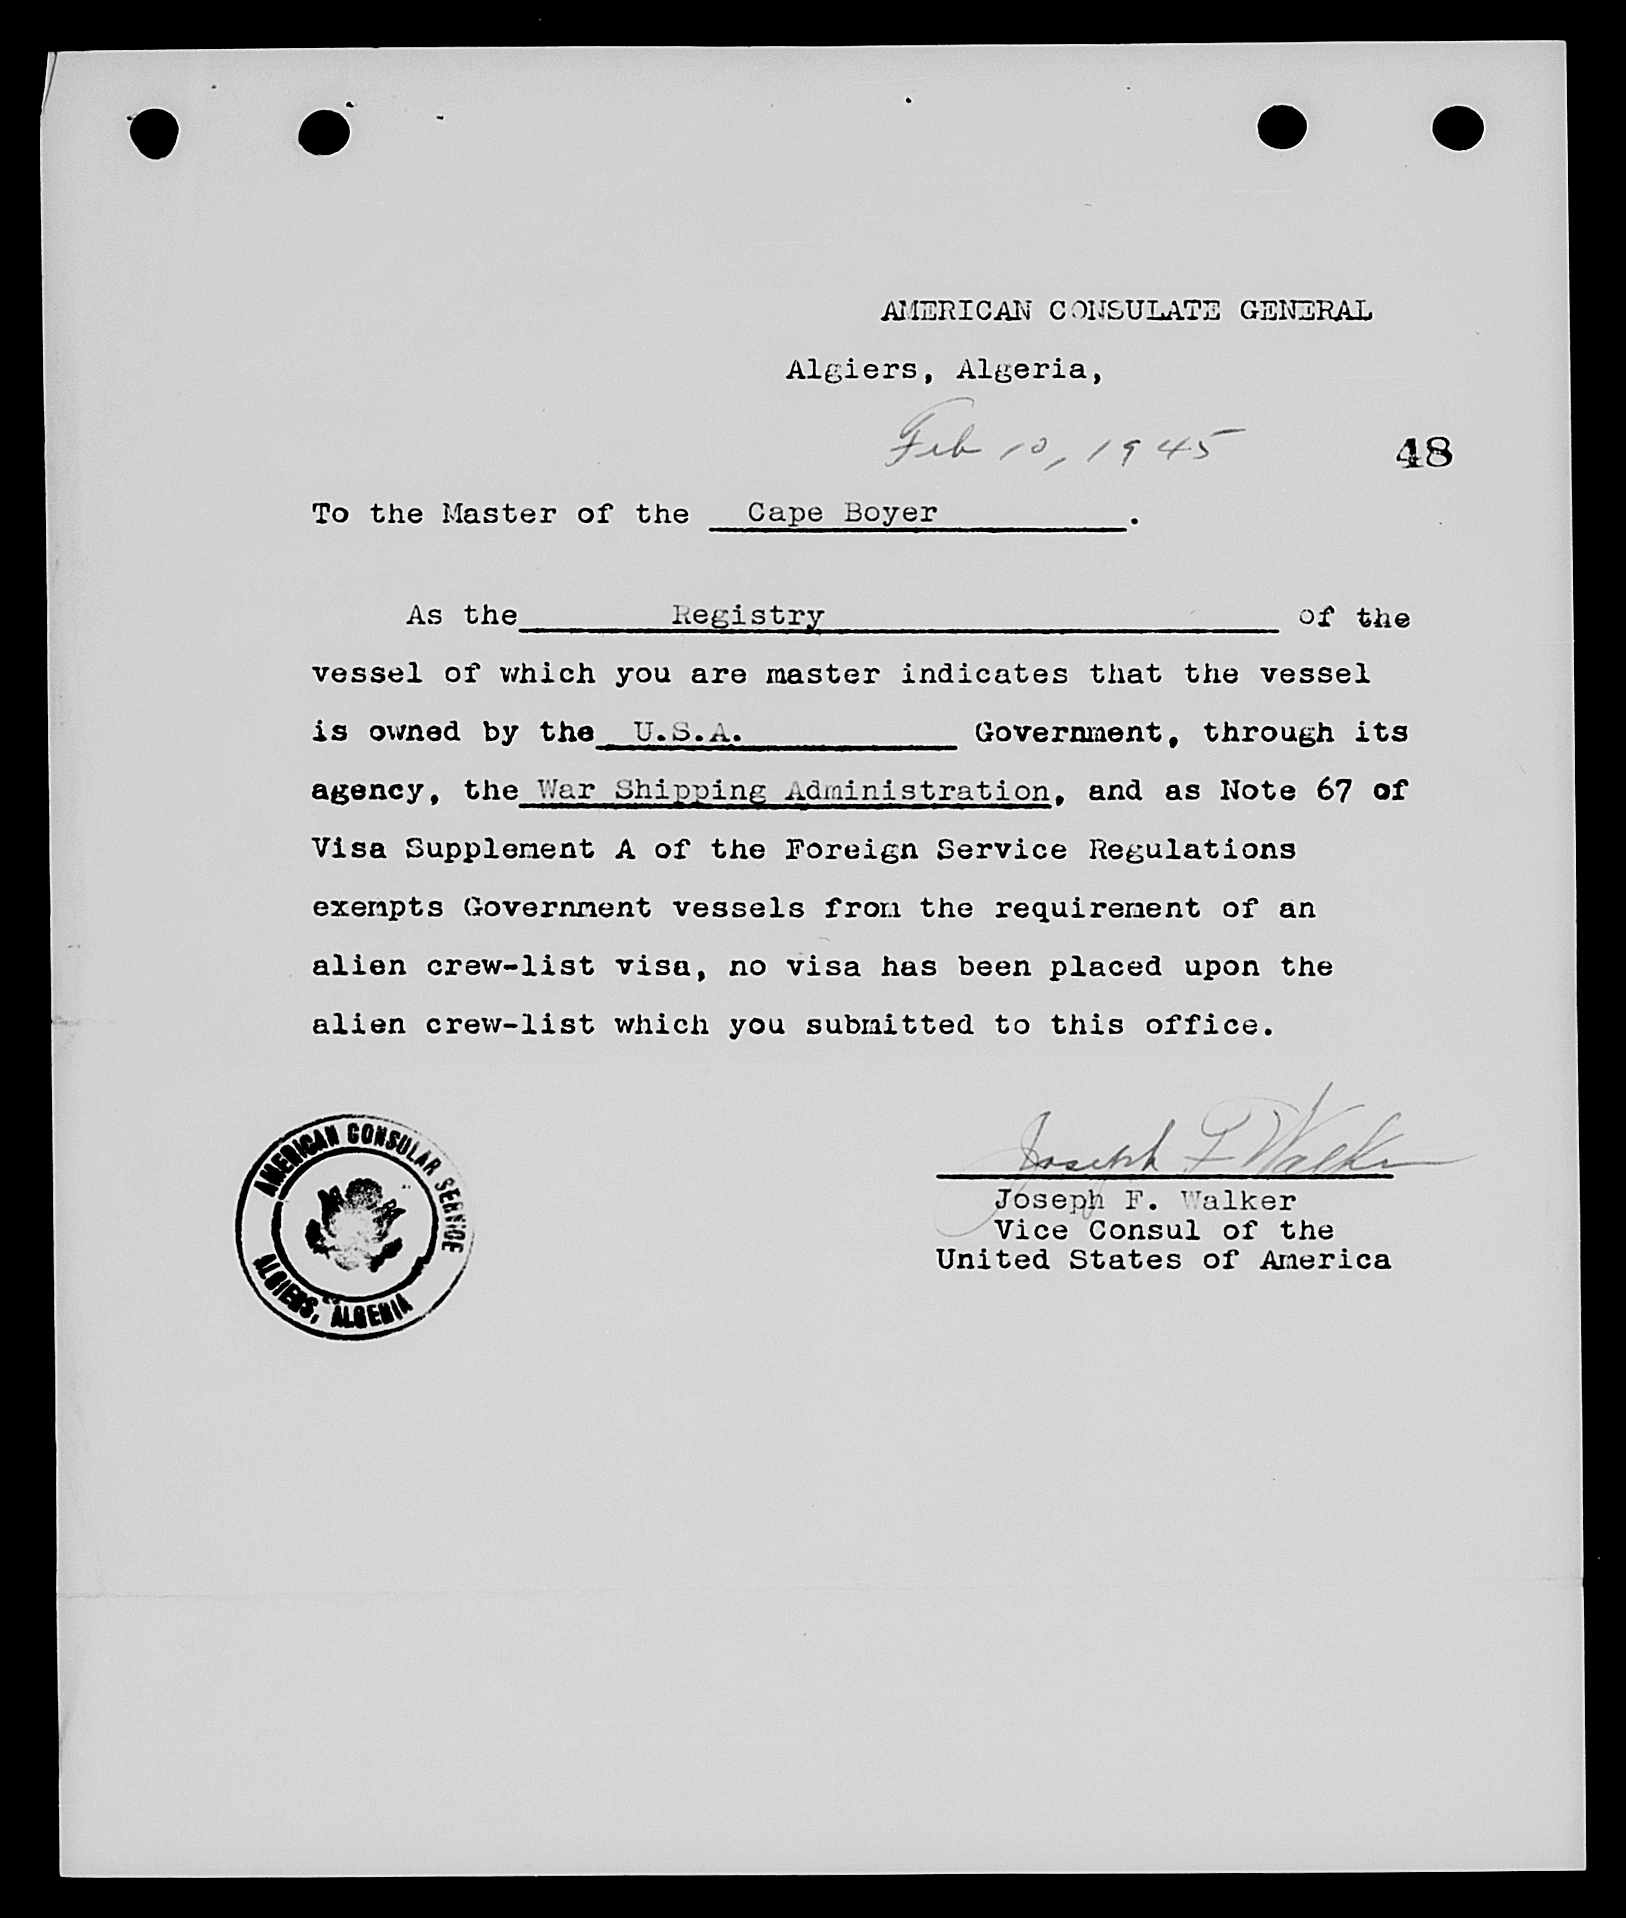 AMERICAN CONSULATE GENERAL
Algiers, Algeria,
Feb 10, 1945
48
To the Master of the Cape Boyer .
As the Registry of the
vessel of which you are master indicates that the vessel
is owned by the U.S.A. Government, through its
agency, the War Shipping Administration, and as Note 67 of
Visa Supplement A of the Foreign Service Regulations
exempts Government vessels from the requirement of an
alien crew-list visa, no visa has been placed upon the
alien crew-list which you submitted to this office.
Joseph F Walker
Joseph F. Walker
Vice Consul of the
United States of America
AMERICAN CONSULAR SERVICE
ALGIERS, ALGERIA